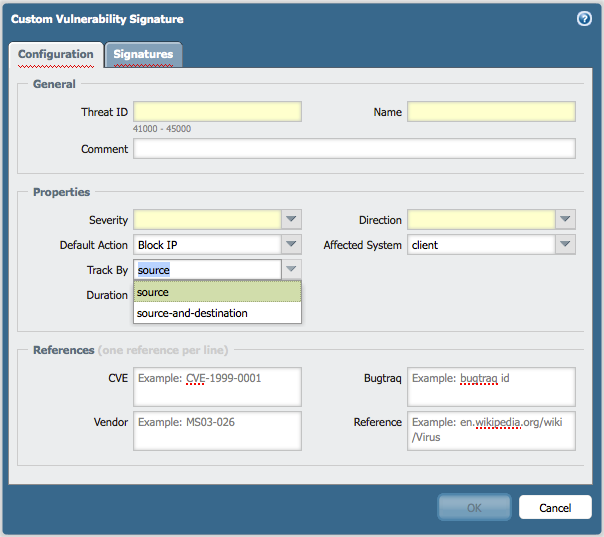 Custom Vulnerability Signature ?
Configuration Signatures
General
Threat ID Name
41000 - 45000
Comment
Properties
Severity Direction
Default Action Block IP Affected System client
Track By source
source
Duration
source-and-destination
References (one reference per line)
CVE Example: CVE-1999-0001 Bugtraq Example: bugtraq id
Vendor Example: MS03-026 Reference Example: en.wikipedia.org/wiki
/Virus
OK Cancel